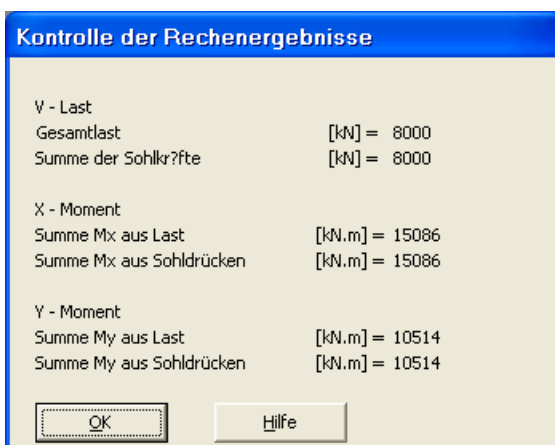 Kontrolle der Rechenergebnisse
V - Last
Gesamtlast [kN] = 8000
Summe der Sohlkr?fte [kN] = 8000
X - Moment
Summe Mx aus Last [kN.m] = 15086
Summe Mx aus Sohldrücken [kN.m] = 15086
Y - Moment
Summe My aus Last [kN.m] = 10514
Summe My aus Sohldrücken [kN.m] = 10514
OK Hilfe